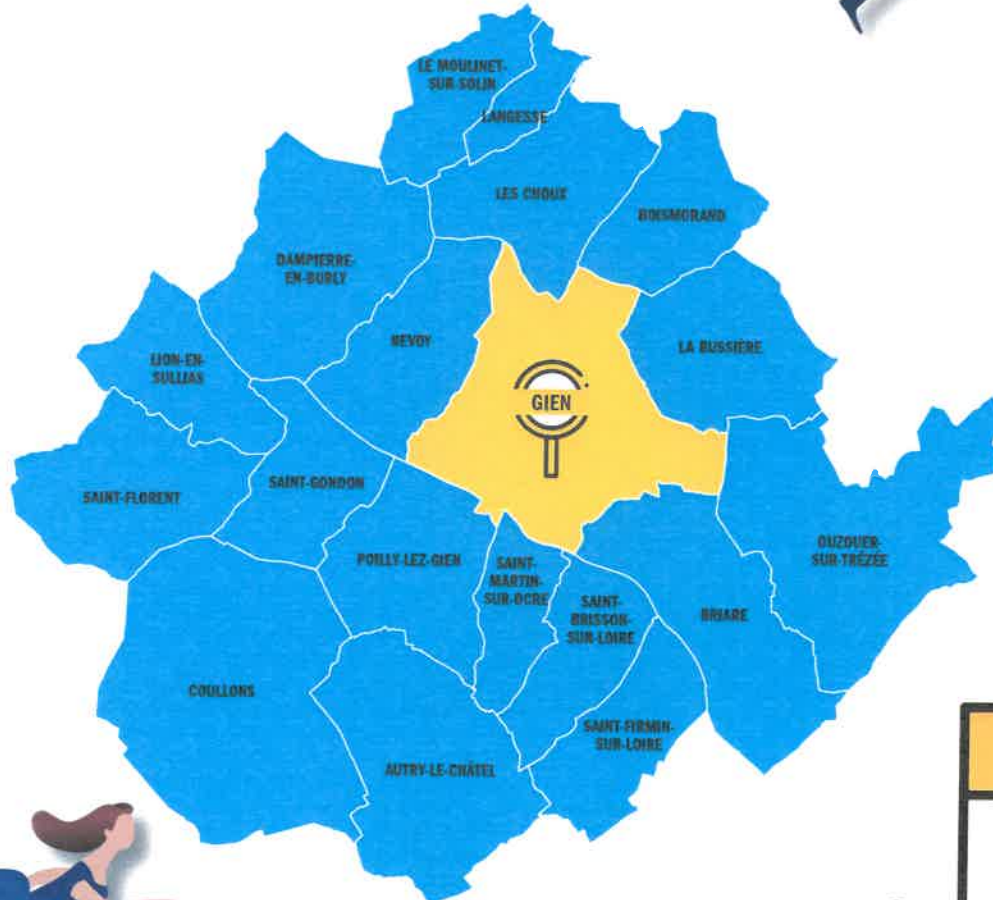 LE MOULINET-
SUR-SOLIN
LANGESSE
LES CHOUX
BOISMORAND
DAMPIERRE-
EN-BURLY
NEVOY
LA BUSSIÈRE
LION-EN-
SULLIAS
GIEN
SAINT-GONDON
SAINT-FLORENT
OUZOUER-
SUR-TRÉZÉE
POILLY-LEZ-GIEN
SAINT-
MARTIN-
SUR-OCRE
SAINT-
BRISSON-
SUR-LOIRE
BRIARE
COULLONS
SAINT-FIRMIN-
SUR-LOIRE
AUTRY-LE-CHÂTEL